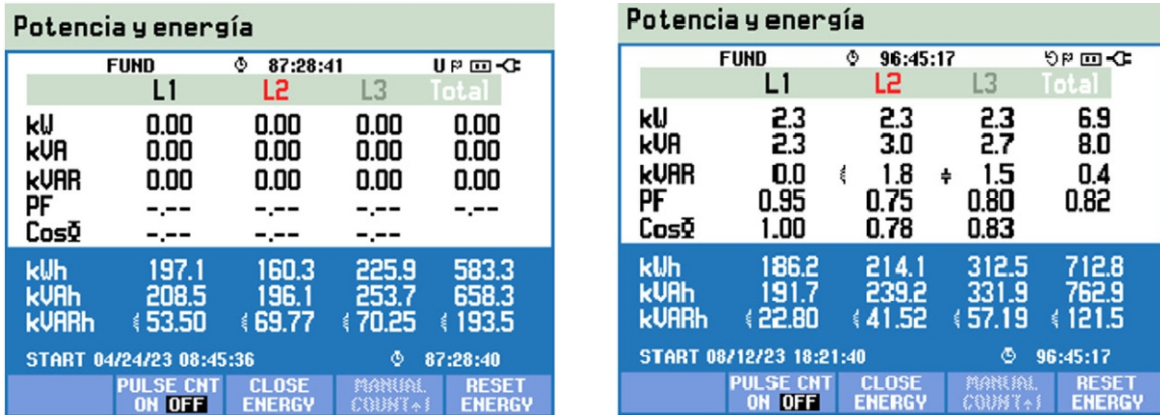 Potencia y energía
FUND 87:28:41 U
L1 L2 L3 Total
kW 0.00 0.00 0.00 0.00
kVA 0.00 0.00 0.00 0.00
kVAR 0.00 0.00 0.00 0.00
PF -.-- -.-- -.-- -.--
CosΦ -.-- -.-- -.--
kWh 197.1 160.3 225.9 583.3
kVAh 208.5 196.1 253.7 658.3
kVARh 53.50 69.77 70.25 193.5
START 04/24/23 08:45:36 87:28:40
PULSE CNT CLOSE MANUAL RESET
ON OFF ENERGY COUNT ENERGY
Potencia y energía
FUND 96:45:17
L1 L2 L3 Total
kW 2.3 2.3 2.3 6.9
kVA 2.3 3.0 2.7 8.0
kVAR 0.0 1.8 1.5 0.4
PF 0.95 0.75 0.80 0.82
CosΦ 1.00 0.78 0.83
kWh 186.2 214.1 312.5 712.8
kVAh 191.7 239.2 331.9 762.9
kVARh 22.80 41.52 57.19 121.5
START 08/12/23 18:21:40 96:45:17
PULSE CNT CLOSE MANUAL RESET
ON OFF ENERGY COUNT ENERGY